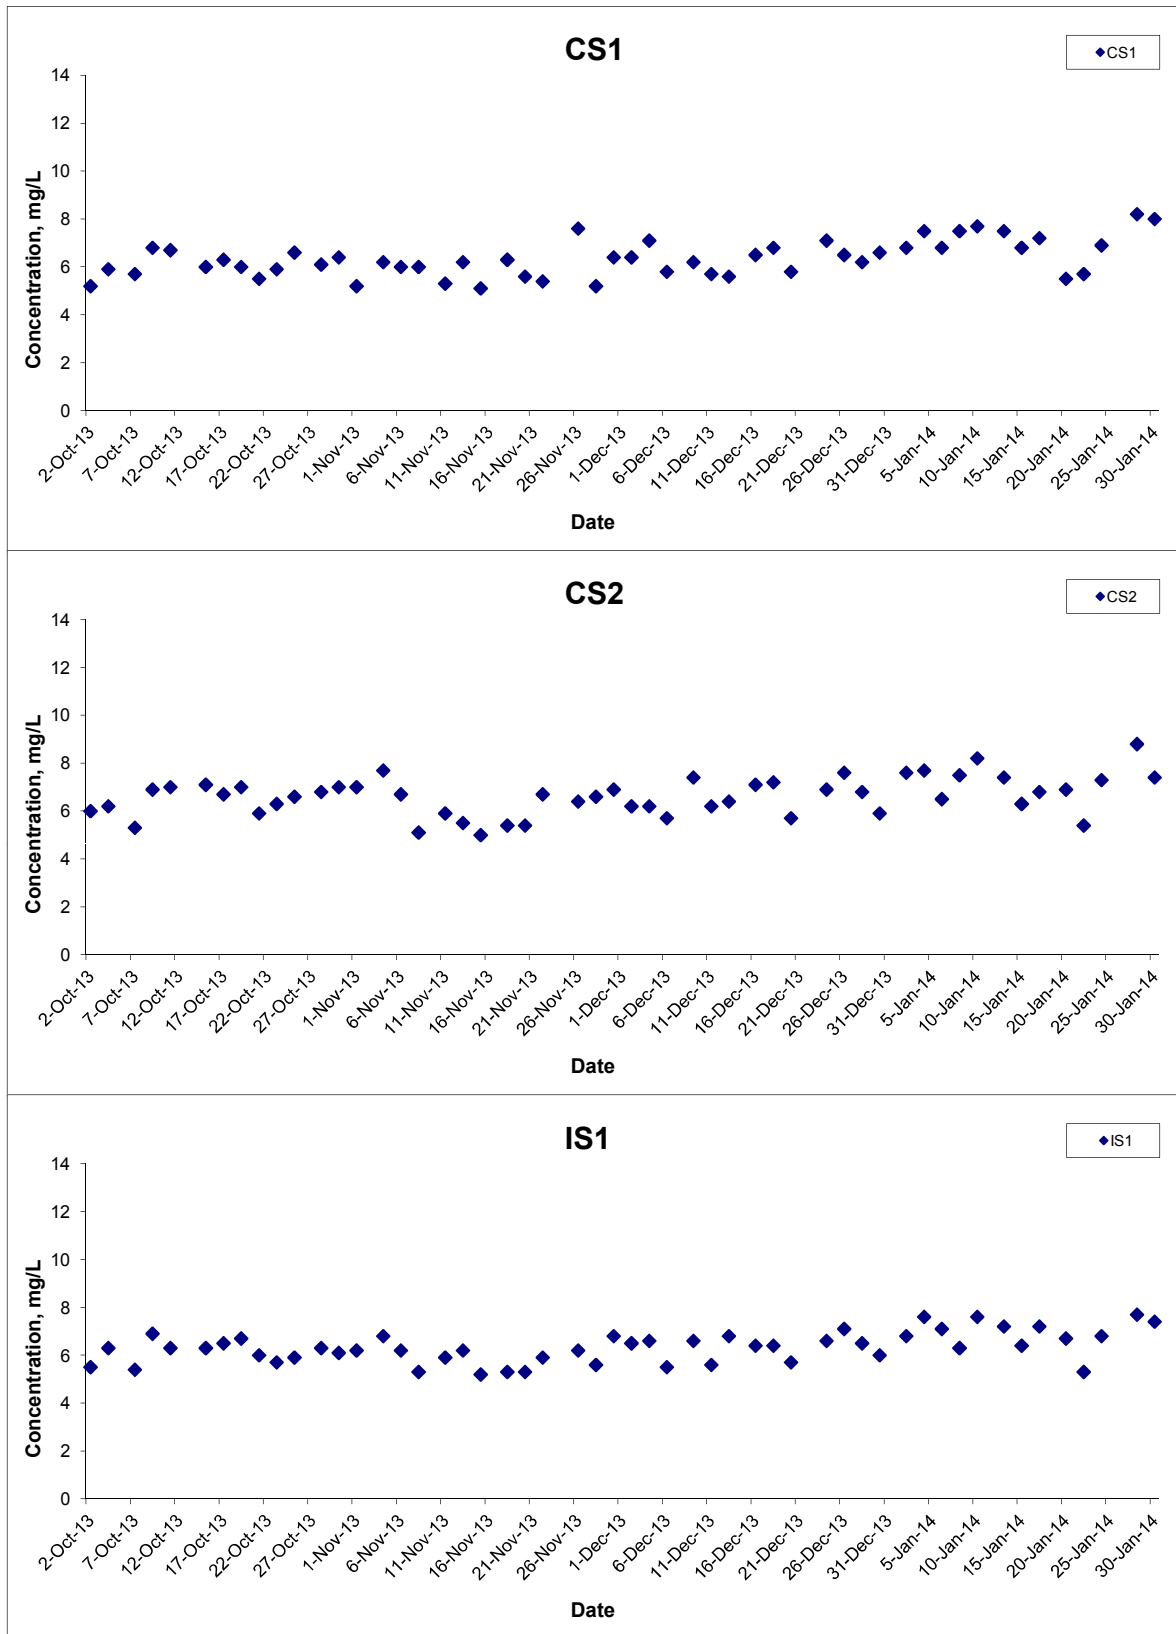 CS1
CS1
14
12
10
8
6
4
2
0
Concentration, mg/L
2-Oct-13
7-Oct-13
12-Oct-13
17-Oct-13
22-Oct-13
27-Oct-13
1-Nov-13
6-Nov-13
11-Nov-13
16-Nov-13
21-Nov-13
26-Nov-13
1-Dec-13
6-Dec-13
11-Dec-13
16-Dec-13
21-Dec-13
26-Dec-13
31-Dec-13
5-Jan-14
10-Jan-14
15-Jan-14
20-Jan-14
25-Jan-14
30-Jan-14
Date
CS2
CS2
14
12
10
8
6
4
2
0
Concentration, mg/L
2-Oct-13
7-Oct-13
12-Oct-13
17-Oct-13
22-Oct-13
27-Oct-13
1-Nov-13
6-Nov-13
11-Nov-13
16-Nov-13
21-Nov-13
26-Nov-13
1-Dec-13
6-Dec-13
11-Dec-13
16-Dec-13
21-Dec-13
26-Dec-13
31-Dec-13
5-Jan-14
10-Jan-14
15-Jan-14
20-Jan-14
25-Jan-14
30-Jan-14
Date
IS1
IS1
14
12
10
8
6
4
2
0
Concentration, mg/L
2-Oct-13
7-Oct-13
12-Oct-13
17-Oct-13
22-Oct-13
27-Oct-13
1-Nov-13
6-Nov-13
11-Nov-13
16-Nov-13
21-Nov-13
26-Nov-13
1-Dec-13
6-Dec-13
11-Dec-13
16-Dec-13
21-Dec-13
26-Dec-13
31-Dec-13
5-Jan-14
10-Jan-14
15-Jan-14
20-Jan-14
25-Jan-14
30-Jan-14
Date